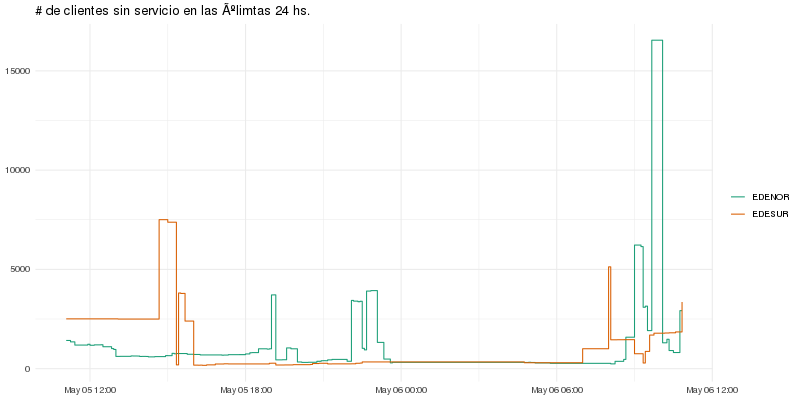 # de clientes sin servicio en las Ãºlimtas 24 hs.
15000
10000
5000
0
May 05 12:00
May 05 18:00
May 06 00:00
May 06 06:00
May 06 12:00
EDENOR
EDESUR